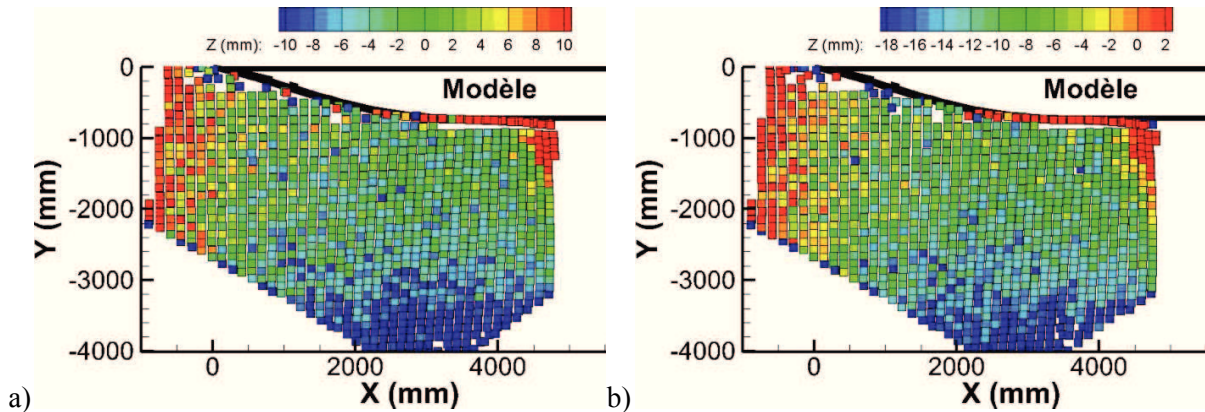 Z (mm): -10 -8 -6 -4 -2 0 2 4 6 8 10
0
Modèle
-1000
-2000
-3000
-4000
Y (mm)
0 2000 4000
X (mm)
a)
Z (mm): -18 -16 -14 -12 -10 -8 -6 -4 -2 0 2
0
Modèle
-1000
-2000
-3000
-4000
Y (mm)
0 2000 4000
X (mm)
b)